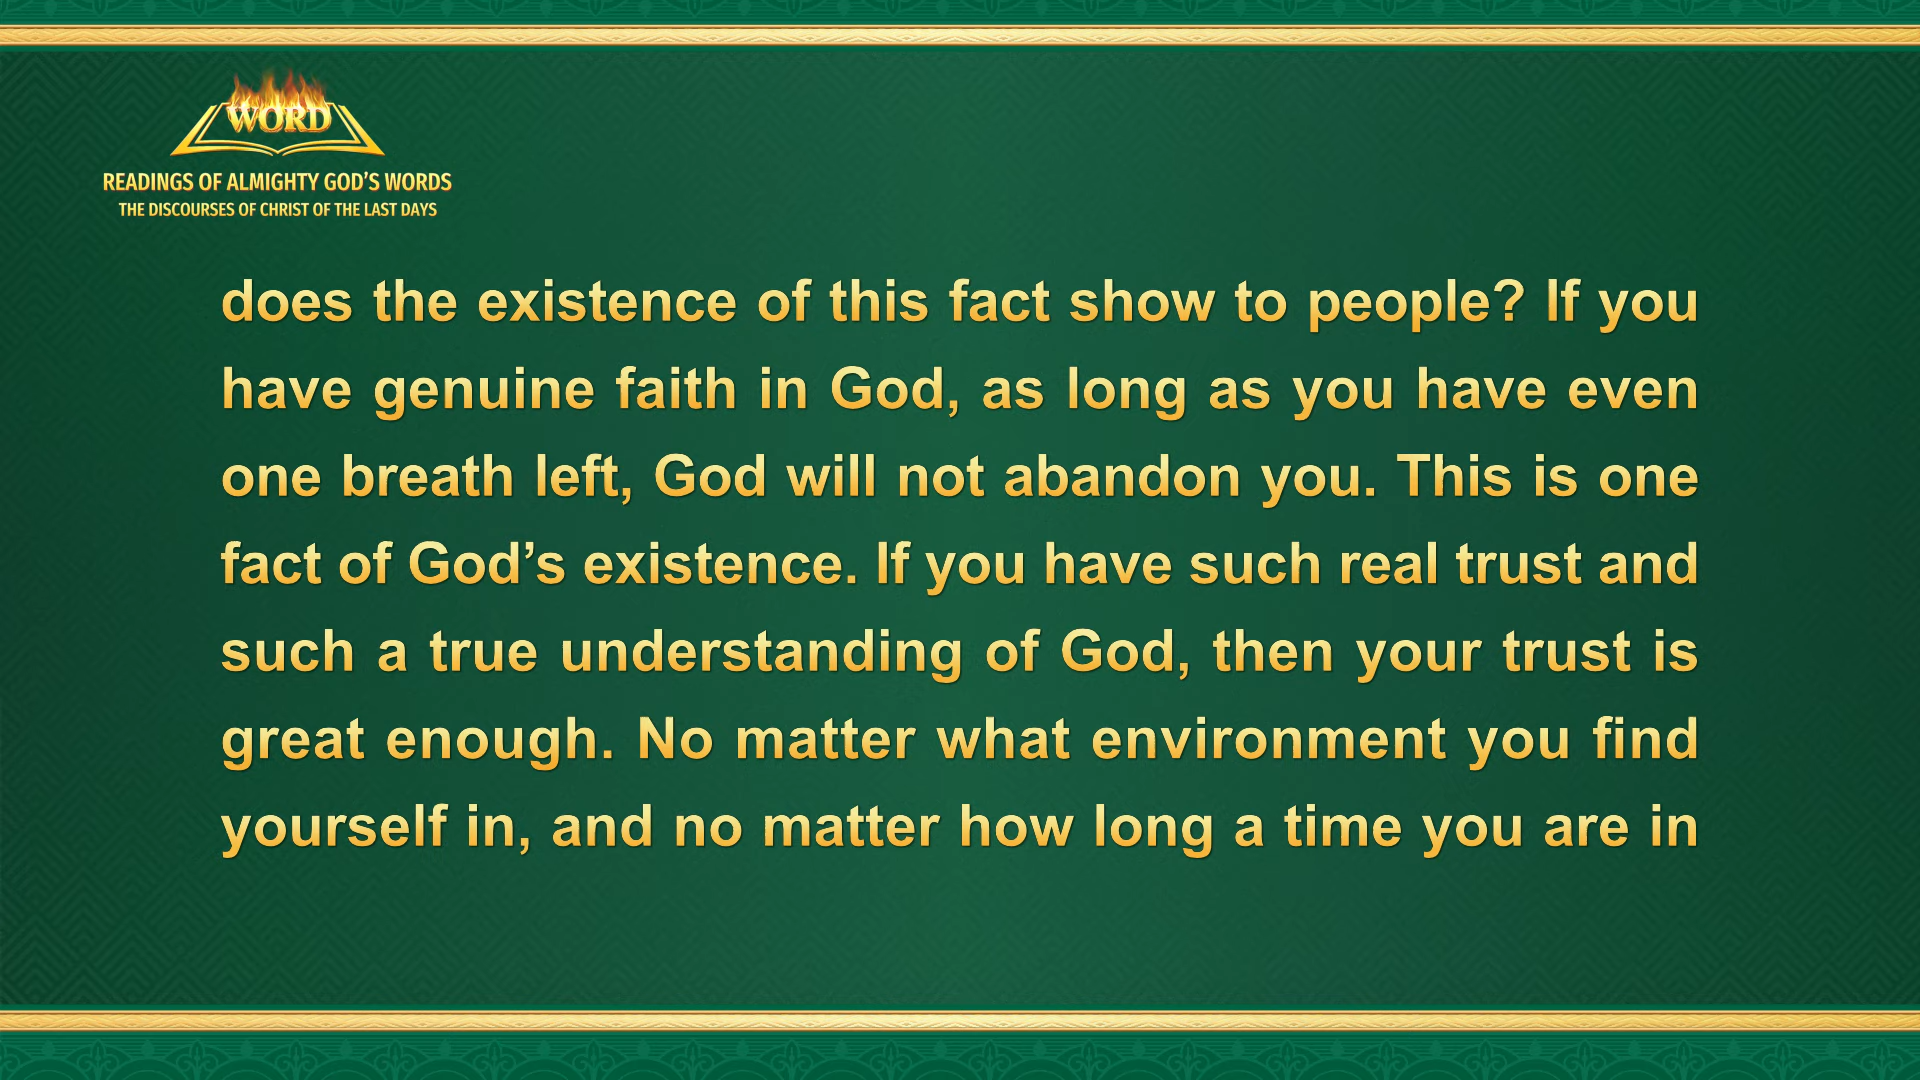 WORD
READINGS OF ALMIGHTY GOD'S WORDS
THE DISCOURSES OF CHRIST OF THE LAST DAYS
does the existence of this fact show to people? If you
have genuine faith in God, as long as you have even
one breath left, God will not abandon you. This is one
fact of God’s existence. If you have such real trust and
such a true understanding of God, then your trust is
great enough. No matter what environment you find
yourself in, and no matter how long a time you are in